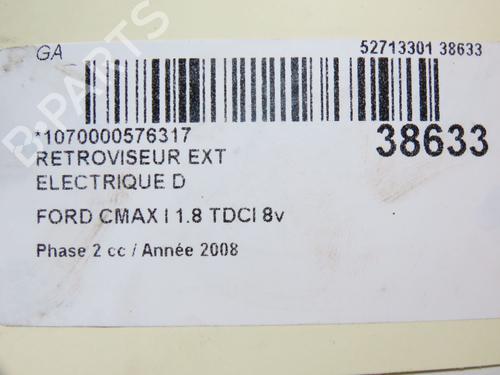 GA
52713301 38633
*1070000576317
38633
RETROVISEUR EXT
ELECTRIQUE D
FORD CMAX I 1.8 TDCI 8v
Phase 2 cc / Année 2008
B-PARTS